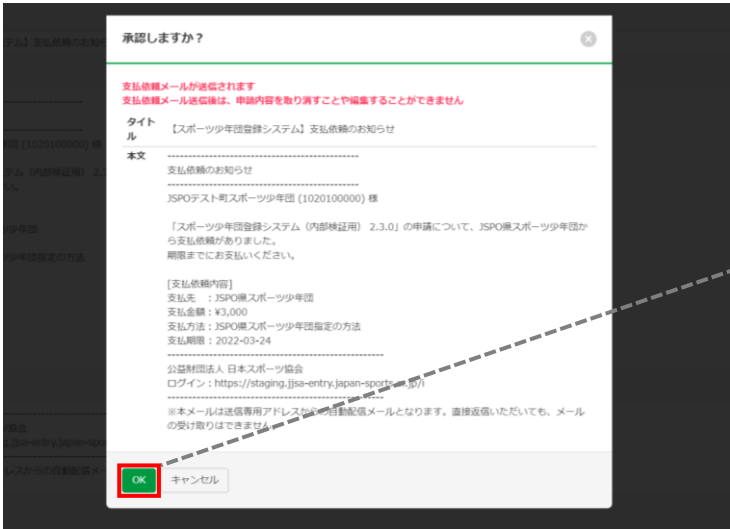 承認しますか？
支払依頼メールが送信されます
支払依頼メール送信後は、申請内容を取り消すことや編集することができません
タイトル 【スポーツ少年団登録システム】支払依頼のお知らせ
本文
----------------------------------------------
支払依頼のお知らせ
----------------------------------------------
JSPOテスト町スポーツ少年団 (1020100000) 様
「スポーツ少年団登録システム（内部検証用） 2.3.0」の申請について、JSPO県スポーツ少年団か
ら支払依頼がありました。
期限までにお支払いください。
[支払依頼内容]
支払先　：JSPO県スポーツ少年団
支払金額：¥3,000
支払方法：JSPO県スポーツ少年団指定の方法
支払期限：2022-03-24
----------------------------------------------------
公益財団法人 日本スポーツ協会
ログイン：https://staging.jjsa-entry.japan-sports.or.jp/i
----------------------------------------------------
※本メールは送信専用アドレスからの自動配信メールとなります。直接返信いただいても、メール
の受け取りはできません。
OK キャンセル